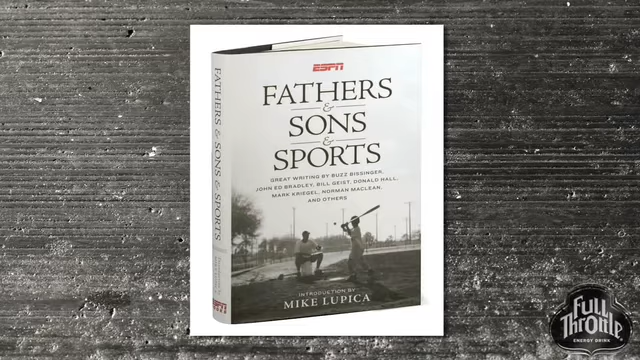 ESPN
FATHERS
&
SONS
&
SPORTS
GREAT WRITING BY BUZZ BISSINGER,
JOHN ED BRADLEY, BILL GEIST, DONALD HALL,
MARK KRIEGEL, NORMAN MACLEAN,
AND OTHERS
INTRODUCTION BY
MIKE LUPICA
FATHERS & SONS & SPORTS
ESPN
Full
Throttle
ENERGY DRINK